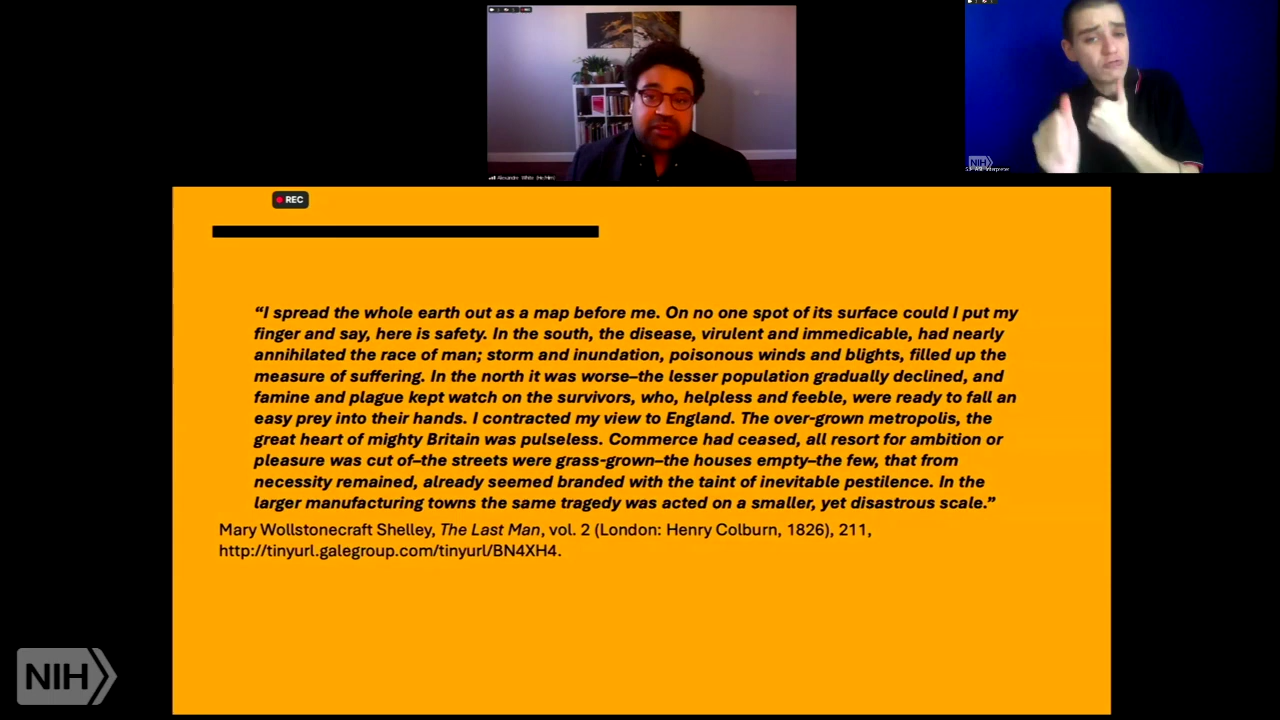 Alexandre White (He/Him)
NIH
ASL Interpreter
REC
“I spread the whole earth out as a map before me. On no one spot of its surface could I put my
finger and say, here is safety. In the south, the disease, virulent and immedicable, had nearly
annihilated the race of man; storm and inundation, poisonous winds and blights, filled up the
measure of suffering. In the north it was worse–the lesser population gradually declined, and
famine and plague kept watch on the survivors, who, helpless and feeble, were ready to fall an
easy prey into their hands. I contracted my view to England. The over-grown metropolis, the
great heart of mighty Britain was pulseless. Commerce had ceased, all resort for ambition or
pleasure was cut of–the streets were grass-grown–the houses empty–the few, that from
necessity remained, already seemed branded with the taint of inevitable pestilence. In the
larger manufacturing towns the same tragedy was acted on a smaller, yet disastrous scale.”
Mary Wollstonecraft Shelley, The Last Man, vol. 2 (London: Henry Colburn, 1826), 211,
http://tinyurl.galegroup.com/tinyurl/BN4XH4.
NIH